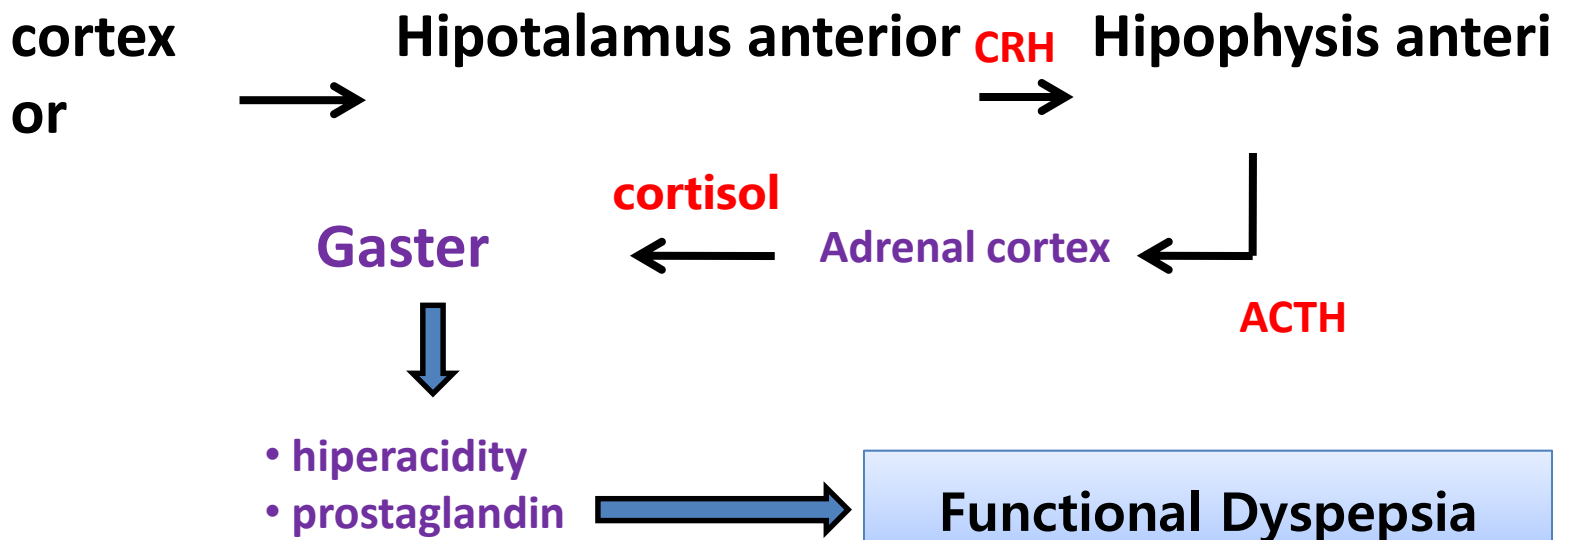 cortex Hipotalamus anterior CRH Hipophysis anteri
or
cortisol
Gaster Adrenal cortex
ACTH
• hiperacidity
• prostaglandin
Functional Dyspepsia